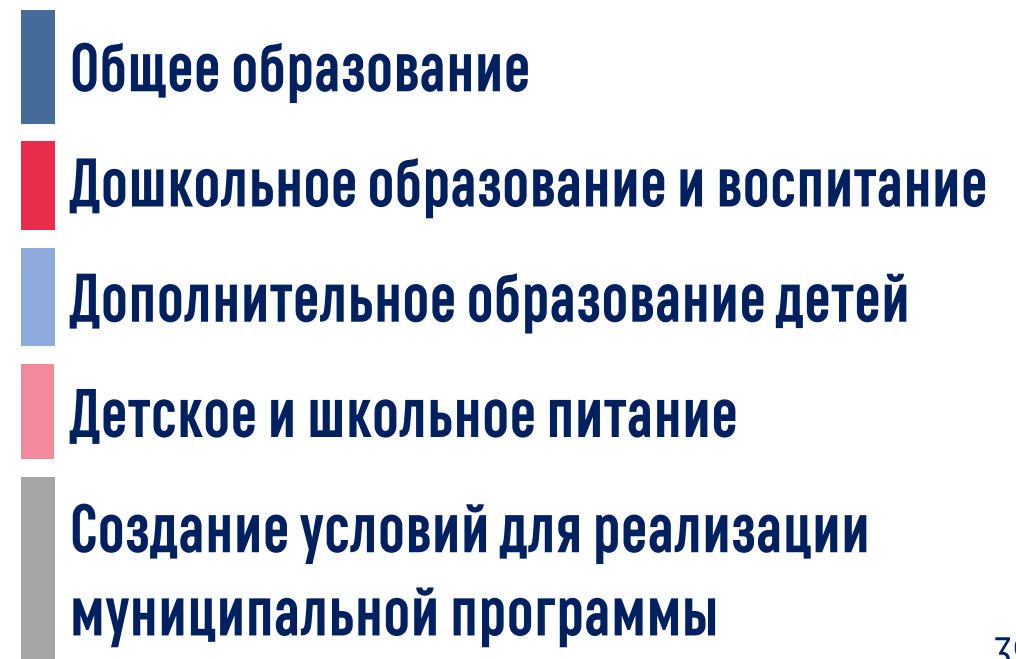 Общее образование
Дошкольное образование и воспитание
Дополнительное образование детей
Детское и школьное питание
Создание условий для реализации
муниципальной программы